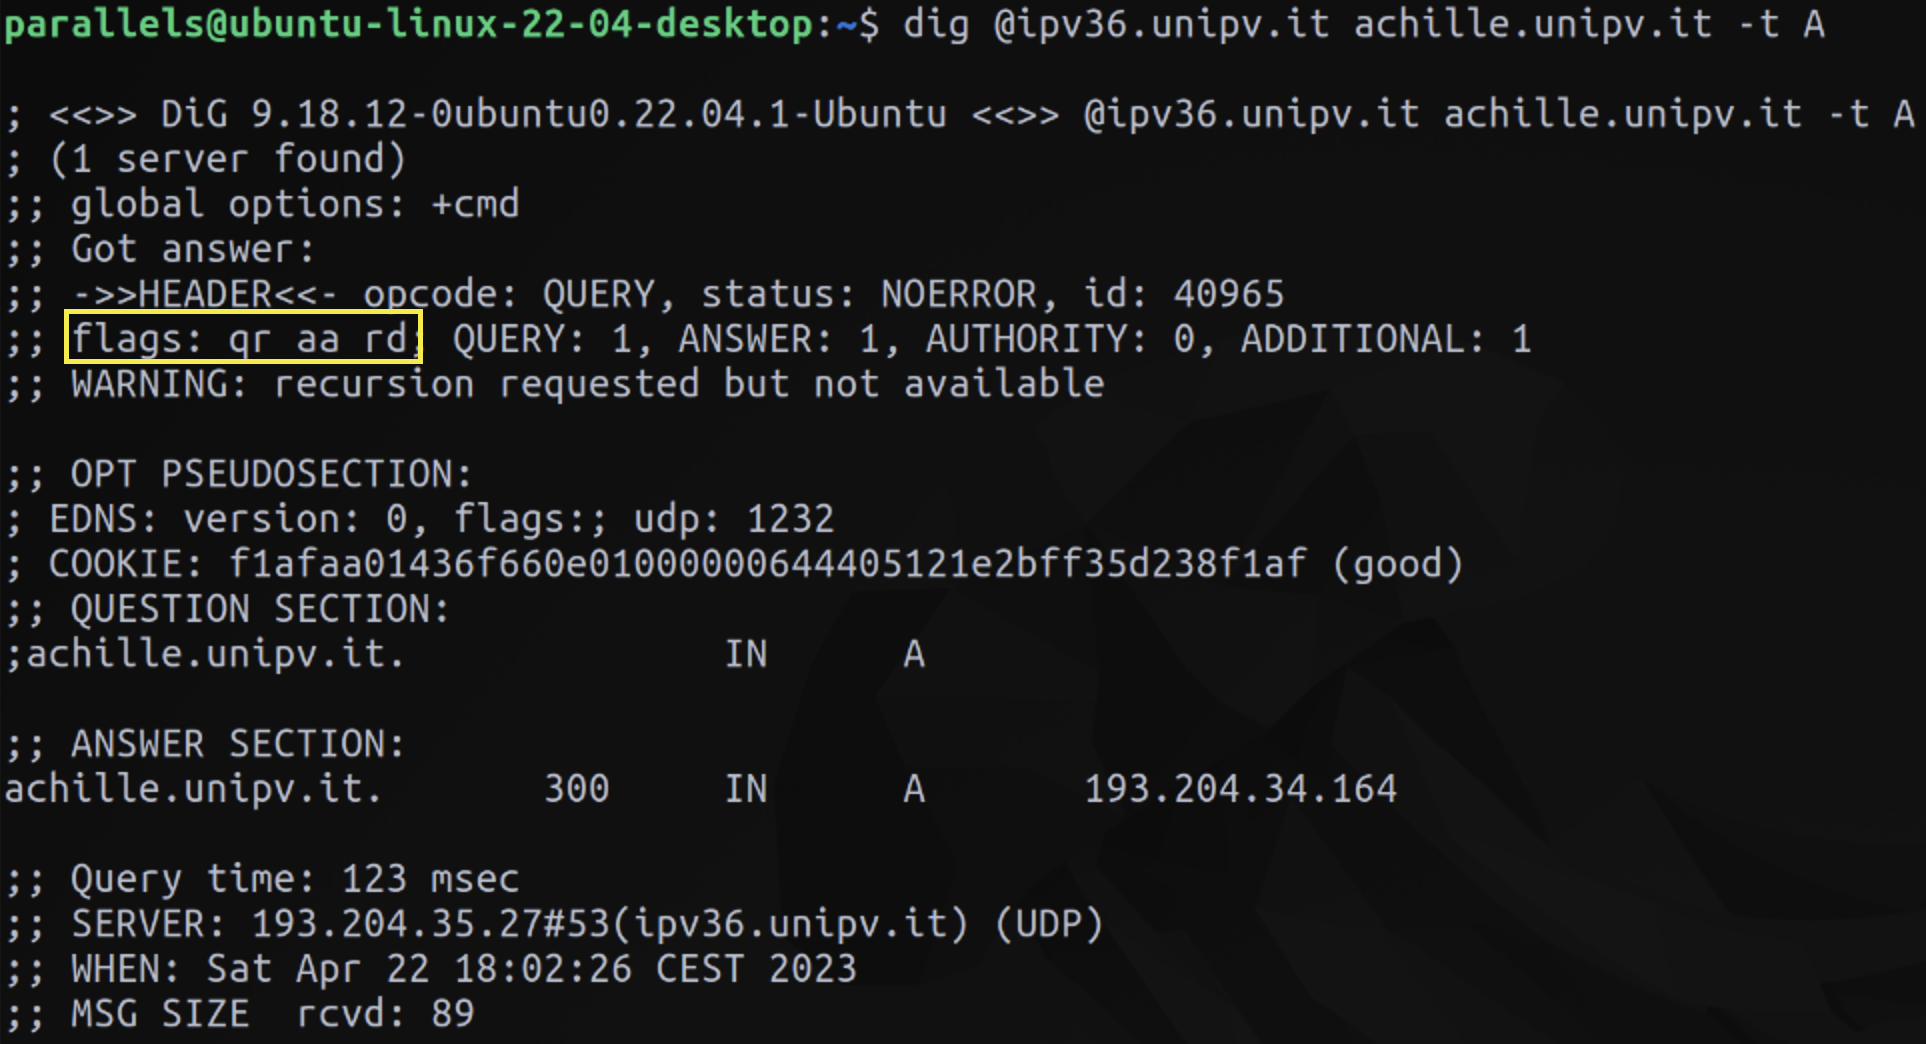 parallels@ubuntu-linux-22-04-desktop:~$ dig @ipv36.unipv.it achille.unipv.it -t A
; <<>> DiG 9.18.12-0ubuntu0.22.04.1-Ubuntu <<>> @ipv36.unipv.it achille.unipv.it -t A
; (1 server found)
;; global options: +cmd
;; Got answer:
;; ->>HEADER<<- opcode: QUERY, status: NOERROR, id: 40965
;; flags: qr aa rd; QUERY: 1, ANSWER: 1, AUTHORITY: 0, ADDITIONAL: 1
;; WARNING: recursion requested but not available
;; OPT PSEUDOSECTION:
; EDNS: version: 0, flags:; udp: 1232
; COOKIE: f1afaa01436f660e01000000644405121e2bff35d238f1af (good)
;; QUESTION SECTION:
;achille.unipv.it. IN A
;; ANSWER SECTION:
achille.unipv.it. 300 IN A 193.204.34.164
;; Query time: 123 msec
;; SERVER: 193.204.35.27#53(ipv36.unipv.it) (UDP)
;; WHEN: Sat Apr 22 18:02:26 CEST 2023
;; MSG SIZE rcvd: 89